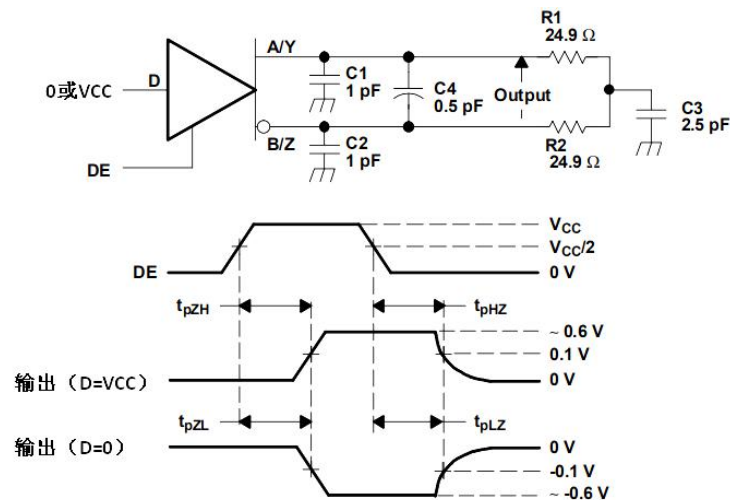 R1
24.9 Ω
A/Y
C1
1 pF
C4
0.5 pF
Output
0或VCC
D
C3
2.5 pF
B/Z
C2
1 pF
R2
24.9 Ω
DE
VCC
VCC/2
DE
0 V
tpZH
tpHZ
~ 0.6 V
0.1 V
输出（D=VCC）
0 V
tpZL
tpLZ
输出（D=0）
0 V
-0.1 V
~ -0.6 V